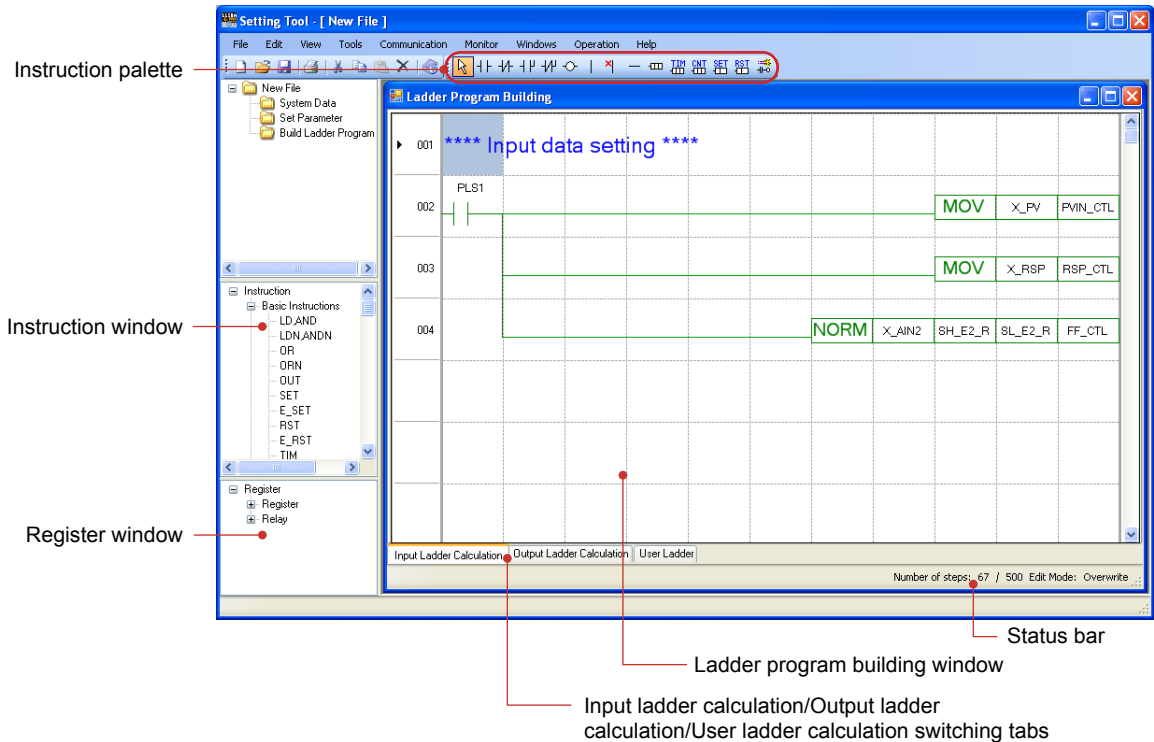 Setting Tool - [ New File ]
File Edit View Tools Communication Monitor Windows Operation Help
Instruction palette
TIM CNT SET RST
New File
System Data
Set Parameter
Build Ladder Program
Ladder Program Building
001 **** Input data setting ****
PLS1
002 MOV X_PV PVIN_CTL
003 MOV X_RSP RSP_CTL
004 NORM X_AIN2 SH_E2_R SL_E2_R FF_CTL
Instruction window
Instruction
Basic Instructions
LD,AND
LDN,ANDN
OR
ORN
OUT
SET
E_SET
RST
E_RST
TIM
Register window
Register
Register
Relay
Input Ladder Calculation Output Ladder Calculation User Ladder
Number of steps: 67 / 500 Edit Mode: Overwrite
Status bar
Ladder program building window
Input ladder calculation/Output ladder
calculation/User ladder calculation switching tabs